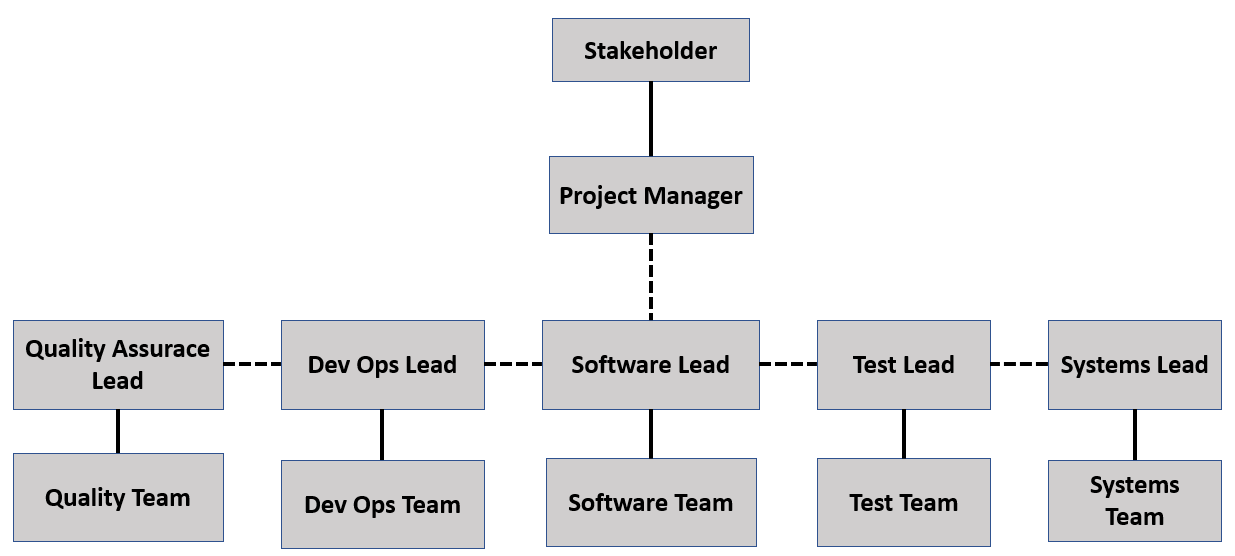 Stakeholder
Project Manager
Quality Assurace
Lead
Dev Ops Lead
Software Lead
Test Lead
Systems Lead
Quality Team
Dev Ops Team
Software Team
Test Team
Systems
Team